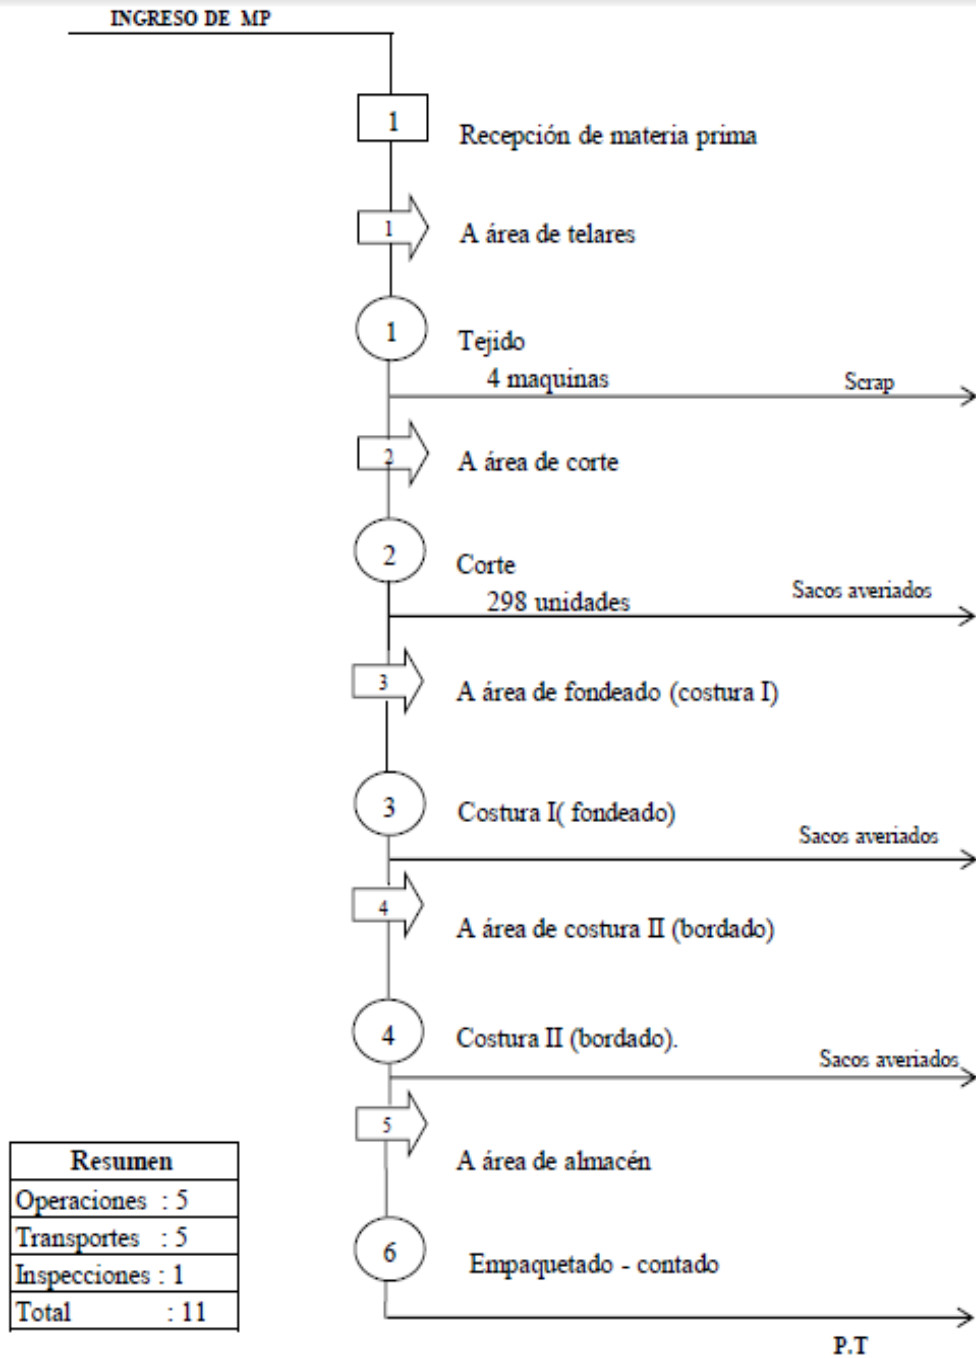 INGRESO DE MP
1
Recepción de materia prima
1
A área de telares
1
Tejido
4 maquinas
Scrap
2
A área de corte
2
Corte
298 unidades
Sacos averiados
3
A área de fondeado (costura I)
3
Costura I( fondeado)
Sacos averiados
4
A área de costura II (bordado)
4
Costura II (bordado).
Sacos averiados
5
A área de almacén
6
Empaquetado - contado
P.T
Resumen
Operaciones : 5
Transportes : 5
Inspecciones : 1
Total : 11